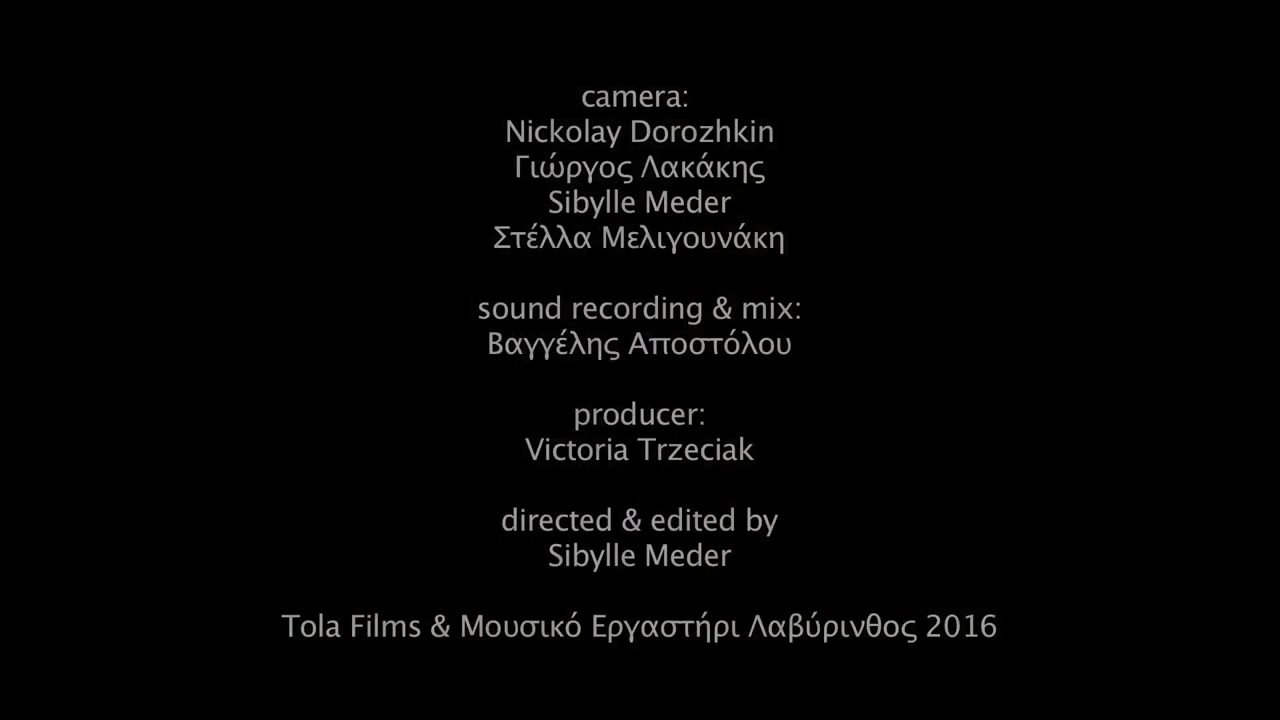 camera:
Nickolay Dorozhkin
Γιώργος Λακάκης
Sibylle Meder
Στέλλα Μελιγουνάκη
sound recording & mix:
Βαγγέλης Αποστόλου
producer:
Victoria Trzeciak
directed & edited by
Sibylle Meder
Tola Films & Μουσικό Εργαστήρι Λαβύρινθος 2016